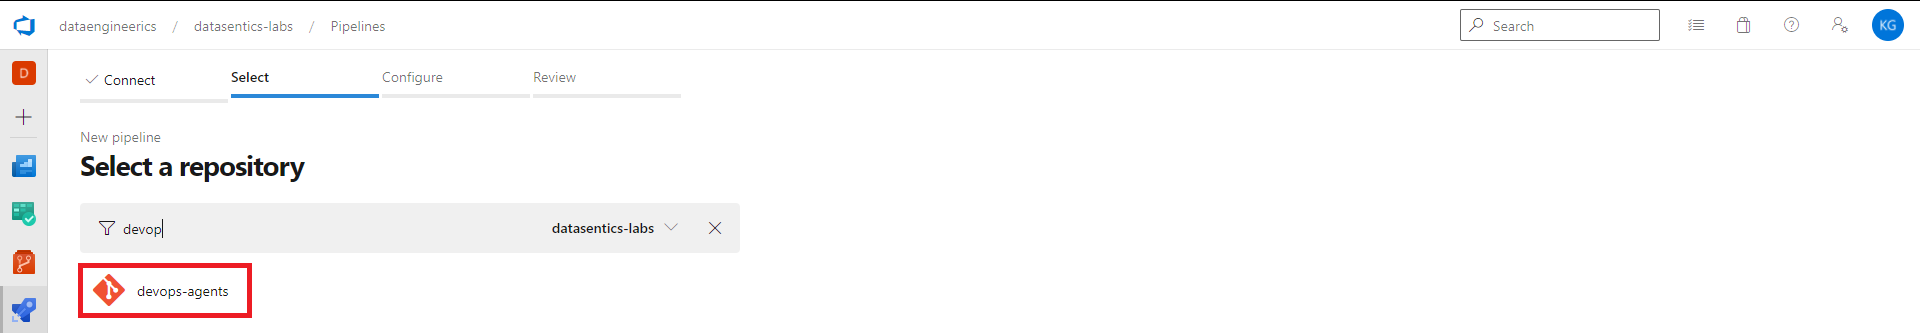 dataengineerics / datasentics-labs / Pipelines
Search
KG
D
Connect
Select
Configure
Review
New pipeline
Select a repository
devop
datasentics-labs
devops-agents